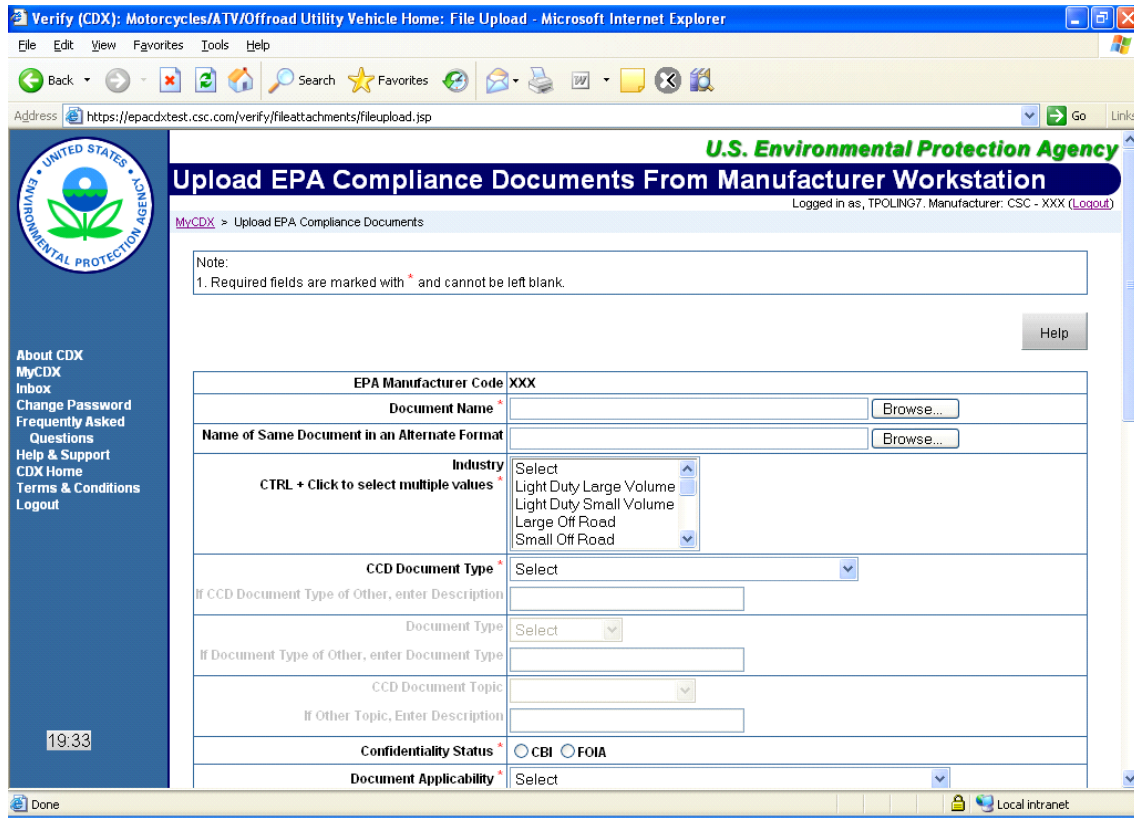 Verify (CDX): Motorcycles/ATV/Offroad Utility Vehicle Home: File Upload - Microsoft Internet Explorer
File Edit View Favorites Tools Help
Back Search Favorites
Address https://epacdxtest.csc.com/verify/fileattachments/fileupload.jsp Go Links
UNITED STATES ENVIRONMENTAL PROTECTION AGENCY
U.S. Environmental Protection Agency
Upload EPA Compliance Documents From Manufacturer Workstation
Logged in as, TPOLING7. Manufacturer: CSC - XXX (Logout)
MyCDX > Upload EPA Compliance Documents
Note:
1. Required fields are marked with * and cannot be left blank.
Help
About CDX
MyCDX
Inbox
Change Password
Frequently Asked
Questions
Help & Support
CDX Home
Terms & Conditions
Logout
19:33
EPA Manufacturer Code XXX
Document Name * Browse...
Name of Same Document in an Alternate Format Browse...
Industry
CTRL + Click to select multiple values *
Select
Light Duty Large Volume
Light Duty Small Volume
Large Off Road
Small Off Road
CCD Document Type * Select
If CCD Document Type of Other, enter Description
Document Type Select
If Document Type of Other, enter Document Type
CCD Document Topic
If Other Topic, Enter Description
Confidentiality Status * CBI FOIA
Document Applicability * Select
Done Local intranet